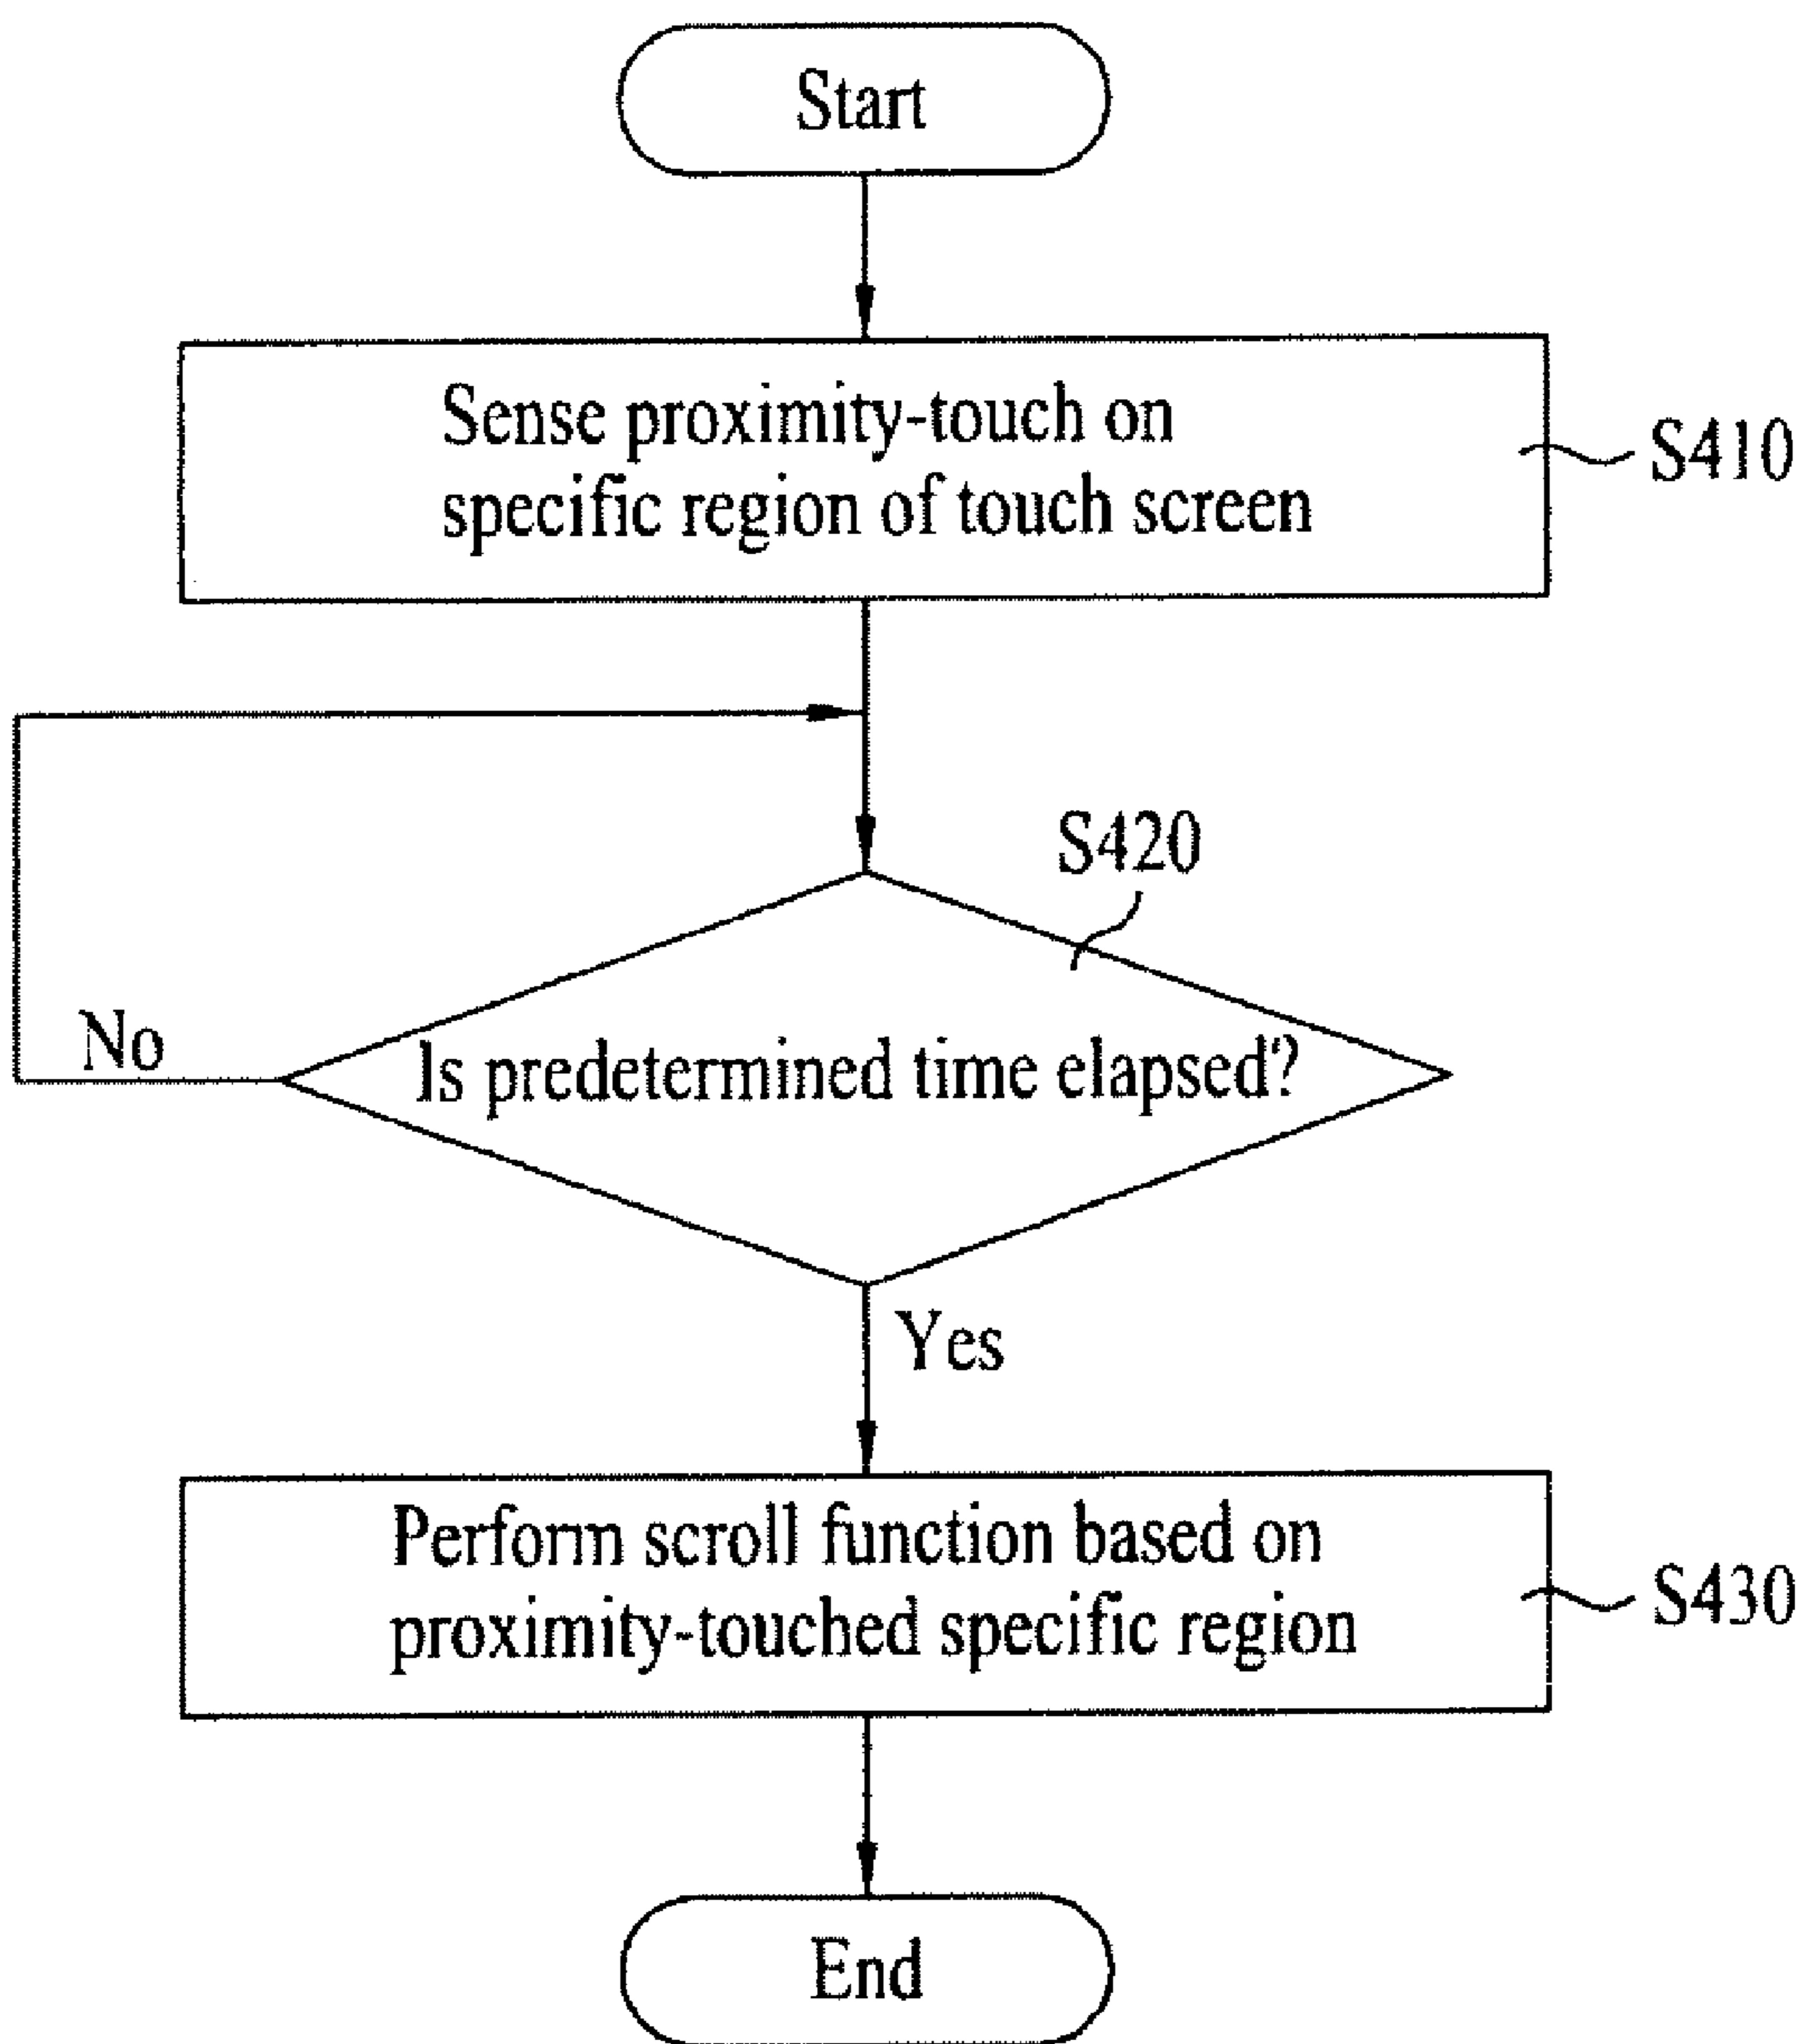 Start
Sense proximity-touch on
specific region of touch screen
S410
S420
No
Is predetermined time elapsed?
Yes
Perform scroll function based on
proximity-touched specific region
S430
End